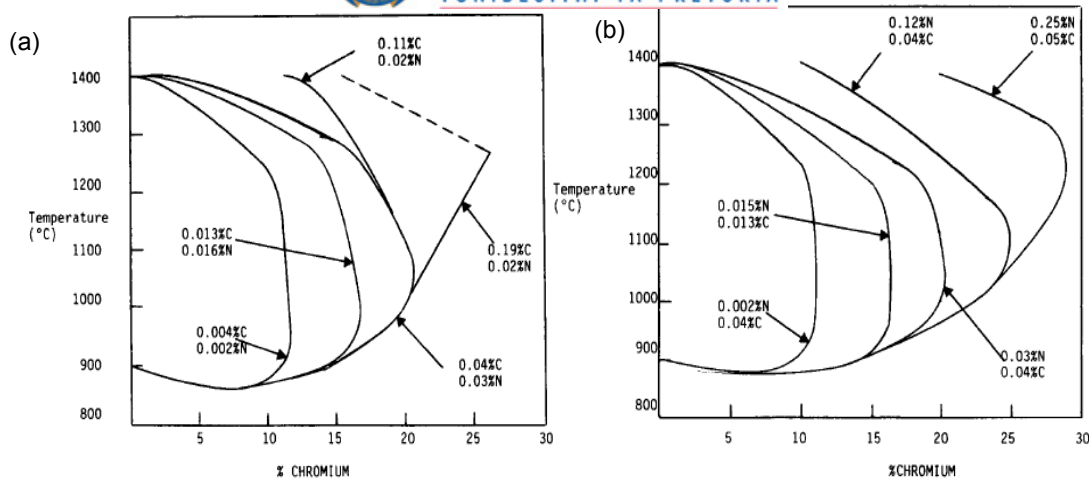 (a)
0.11%C
0.02%N
1400
1300
1200
Temperature
(°C)
1100
1000
900
800
0.013%C
0.016%N
0.004%C
0.002%N
0.19%C
0.02%N
0.04%C
0.03%N
5 10 15 20 25 30
% CHROMIUM
(b)
0.12%N
0.04%C
0.25%N
0.05%C
1400
1300
1200
Temperature
(°C)
1100
1000
900
800
0.015%N
0.013%C
0.002%N
0.04%C
0.03%N
0.04%C
5 10 15 20 25 30
%CHROMIUM